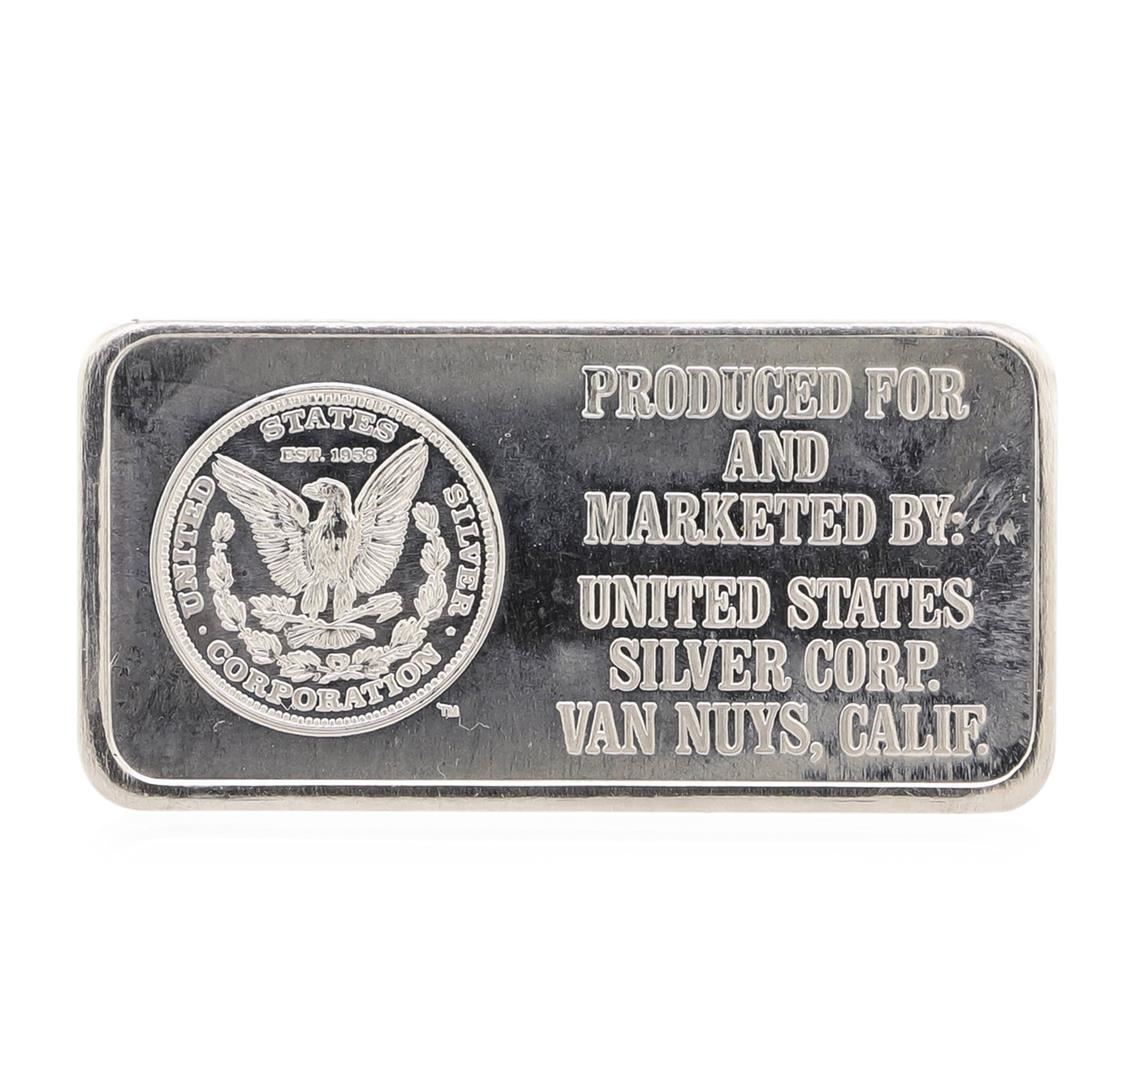 UNITED STATES SILVER
EST. 1958
· CORPORATION ·
TM
PRODUCED FOR
AND
MARKETED BY:
UNITED STATES
SILVER CORP.
VAN NUYS, CALIF.